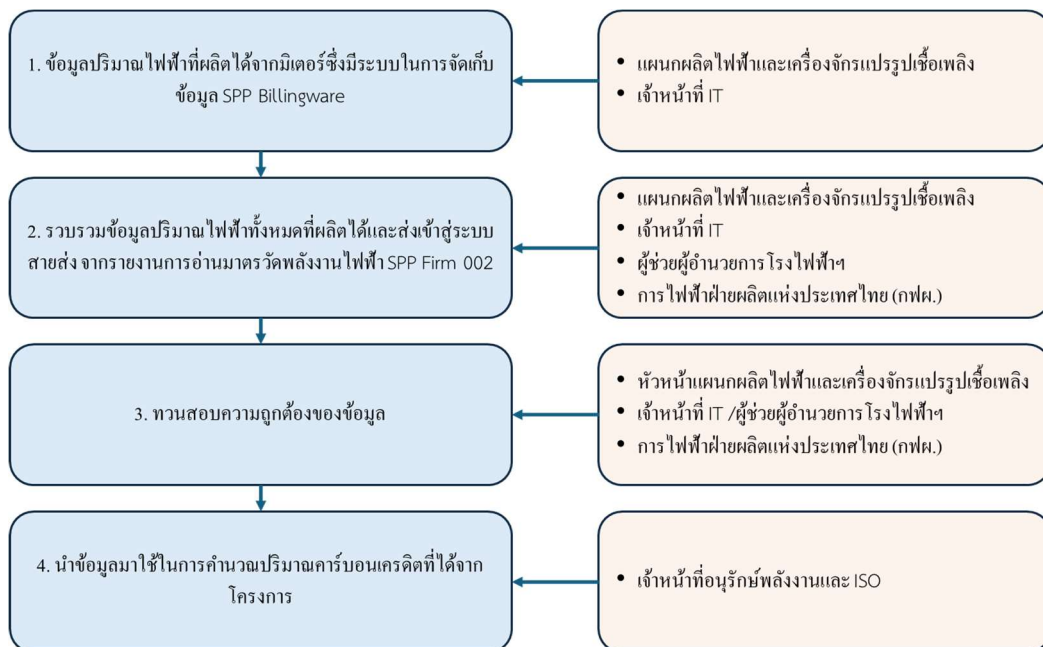 1. ข้อมูลปริมาณไฟฟ้าที่ผลิตได้จากมิเตอร์ซึ่งมีระบบในการจัดเก็บ
ข้อมูล SPP Billingware
• แผนกผลิตไฟฟ้าและเครื่องจักรแปรรูปเชื้อเพลิง
• เจ้าหน้าที่ IT
2. รวบรวมข้อมูลปริมาณไฟฟ้าทั้งหมดที่ผลิตได้และส่งเข้าสู่ระบบ
สายส่ง จากรายงานการอ่านมาตรวัดพลังงานไฟฟ้า SPP Firm 002
• แผนกผลิตไฟฟ้าและเครื่องจักรแปรรูปเชื้อเพลิง
• เจ้าหน้าที่ IT
• ผู้ช่วยผู้อำนวยการโรงไฟฟ้าฯ
• การไฟฟ้าฝ่ายผลิตแห่งประเทศไทย (กฟผ.)
3. ทวนสอบความถูกต้องของข้อมูล
• หัวหน้าแผนกผลิตไฟฟ้าและเครื่องจักรแปรรูปเชื้อเพลิง
• เจ้าหน้าที่ IT /ผู้ช่วยผู้อำนวยการโรงไฟฟ้าฯ
• การไฟฟ้าฝ่ายผลิตแห่งประเทศไทย (กฟผ.)
4. นำข้อมูลมาใช้ในการคำนวณปริมาณคาร์บอนเครดิตที่ได้จาก
โครงการ
• เจ้าหน้าที่อนุรักษ์พลังงานและ ISO